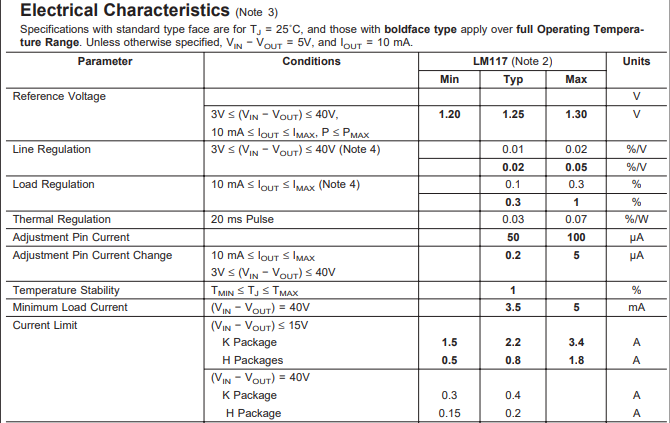 Electrical Characteristics (Note 3)
Specifications with standard type face are for TJ = 25˚C, and those with boldface type apply over full Operating Tempera-
ture Range. Unless otherwise specified, VIN − VOUT = 5V, and IOUT = 10 mA.
Parameter Conditions LM117 (Note 2) Units
Min Typ Max
Reference Voltage V
3V ≤ (VIN − VOUT) ≤ 40V, 1.20 1.25 1.30 V
10 mA ≤ IOUT ≤ IMAX, P ≤ PMAX
Line Regulation 3V ≤ (VIN − VOUT) ≤ 40V (Note 4) 0.01 0.02 %/V
0.02 0.05 %/V
Load Regulation 10 mA ≤ IOUT ≤ IMAX (Note 4) 0.1 0.3 %
0.3 1 %
Thermal Regulation 20 ms Pulse 0.03 0.07 %/W
Adjustment Pin Current 50 100 µA
Adjustment Pin Current Change 10 mA ≤ IOUT ≤ IMAX 0.2 5 µA
3V ≤ (VIN − VOUT) ≤ 40V
Temperature Stability TMIN ≤ TJ ≤ TMAX 1 %
Minimum Load Current (VIN − VOUT) = 40V 3.5 5 mA
Current Limit (VIN − VOUT) ≤ 15V
K Package 1.5 2.2 3.4 A
H Packages 0.5 0.8 1.8 A
(VIN − VOUT) = 40V
K Package 0.3 0.4 A
H Package 0.15 0.2 A